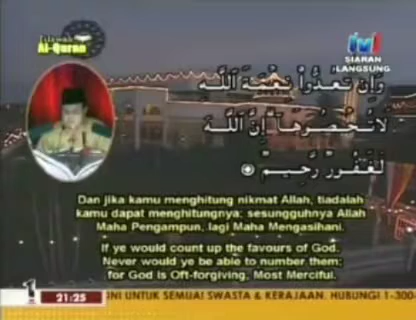 Tilawah
Al-Quran
SIARAN
LANGSUNG
وَإِن تَعُدُّوا۟ نِعْمَةَ ٱللَّهِ
لَا تُحْصُوهَآ إِنَّ ٱللَّهَ
لَغَفُورٌ رَّحِيمٌ
Dan jika kamu menghitung nikmat Allah, tiadalah
kamu dapat menghitungnya; sesungguhnya Allah
Maha Pengampun, lagi Maha Mengasihani.
If ye would count up the favours of God.
Never would ye be able to number them;
for God is Oft-forgiving, Most Merciful.
1
21:25
INI UNTUK SEMUA! SWASTA & KERAJAAN. HUBUNGI 1-300